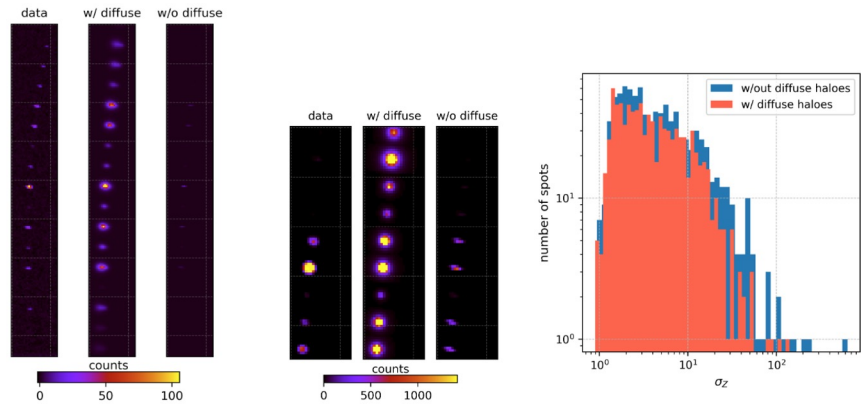 data w/ diffuse w/o diffuse
counts
0 50 100
data w/ diffuse w/o diffuse
counts
0 500 1000
w/out diffuse haloes
w/ diffuse haloes
number of spots
10¹
10⁰
10⁰ 10¹ 10²
σ_Z